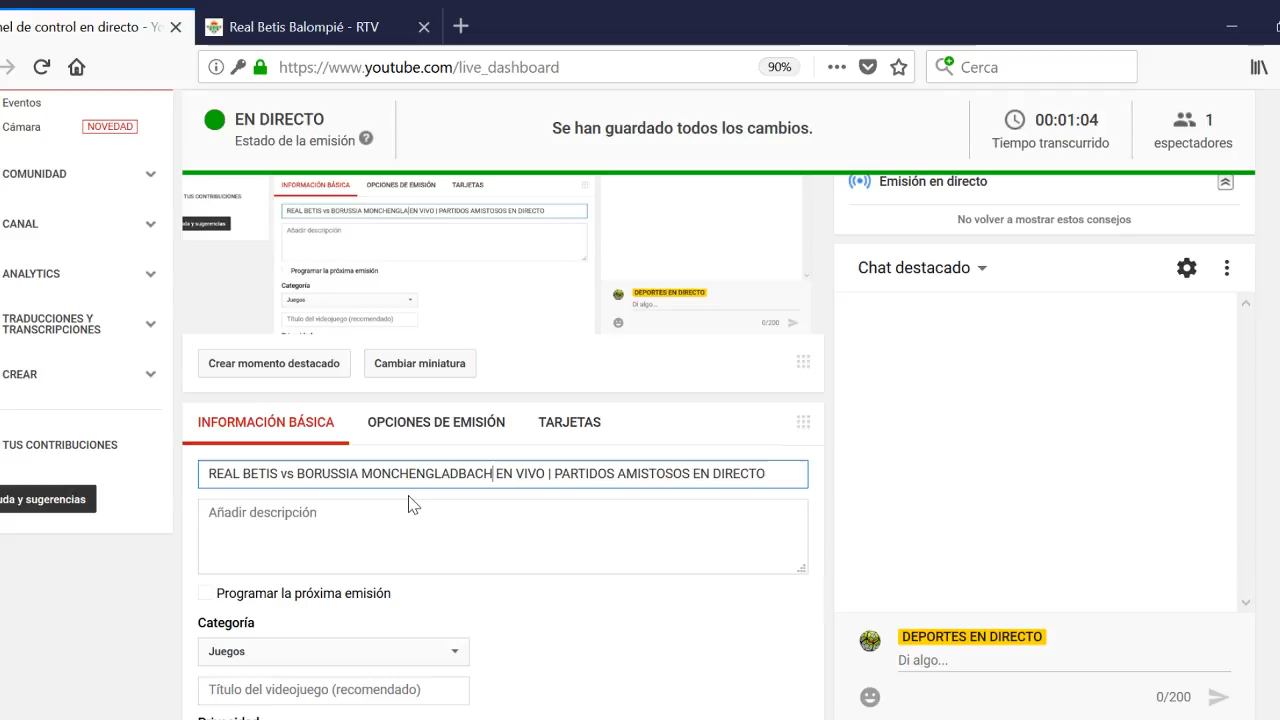 nel de control en directo - Yo
Real Betis Balompié - RTV
https://www.youtube.com/live_dashboard
90%
Cerca
Eventos
Cámara
NOVEDAD
COMUNIDAD
CANAL
ANALYTICS
TRADUCCIONES Y
TRANSCRIPCIONES
CREAR
TUS CONTRIBUCIONES
uda y sugerencias
EN DIRECTO
Estado de la emisión
Se han guardado todos los cambios.
00:01:04
Tiempo transcurrido
1
espectadores
TUS CONTRIBUCIONES
da y sugerencias
INFORMACIÓN BÁSICA
OPCIONES DE EMISIÓN
TARJETAS
REAL BETIS vs BORUSSIA MONCHENGLA EN VIVO | PARTIDOS AMISTOSOS EN DIRECTO
Añadir descripción
Programar la próxima emisión
Categoría
Juegos
Título del videojuego (recomendado)
DEPORTES EN DIRECTO
Di algo...
0/200
Crear momento destacado
Cambiar miniatura
INFORMACIÓN BÁSICA
OPCIONES DE EMISIÓN
TARJETAS
REAL BETIS vs BORUSSIA MONCHENGLADBACH EN VIVO | PARTIDOS AMISTOSOS EN DIRECTO
Añadir descripción
Programar la próxima emisión
Categoría
Juegos
Título del videojuego (recomendado)
Emisión en directo
No volver a mostrar estos consejos
Chat destacado
DEPORTES EN DIRECTO
Di algo...
0/200